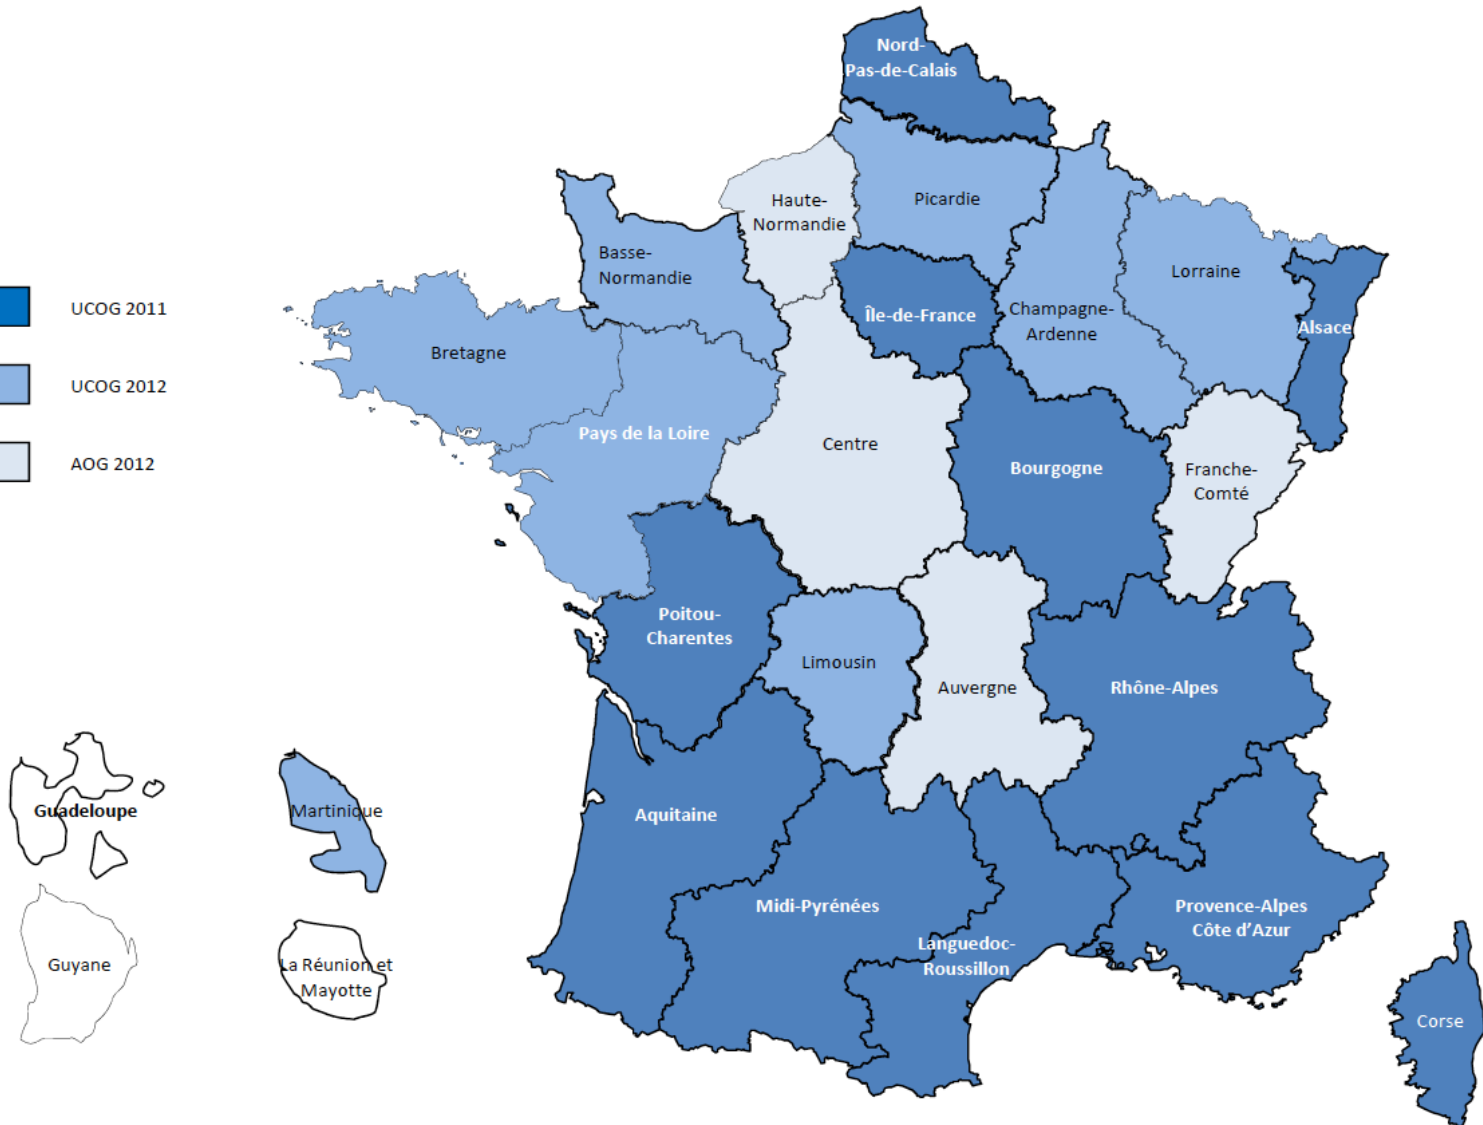 Nord-
Pas-de-Calais
Haute-
Normandie
Picardie
Basse-
Normandie
Lorraine
UCOG 2011
Île-de-France
Champagne-
Ardenne
Alsace
Bretagne
UCOG 2012
Pays de la Loire
Centre
AOG 2012
Bourgogne
Franche-
Comté
Poitou-
Charentes
Limousin
Auvergne
Rhône-Alpes
Guadeloupe
Martinique
Aquitaine
Midi-Pyrénées
Provence-Alpes
Côte d’Azur
Languedoc-
Roussillon
Guyane
La Réunion et
Mayotte
Corse